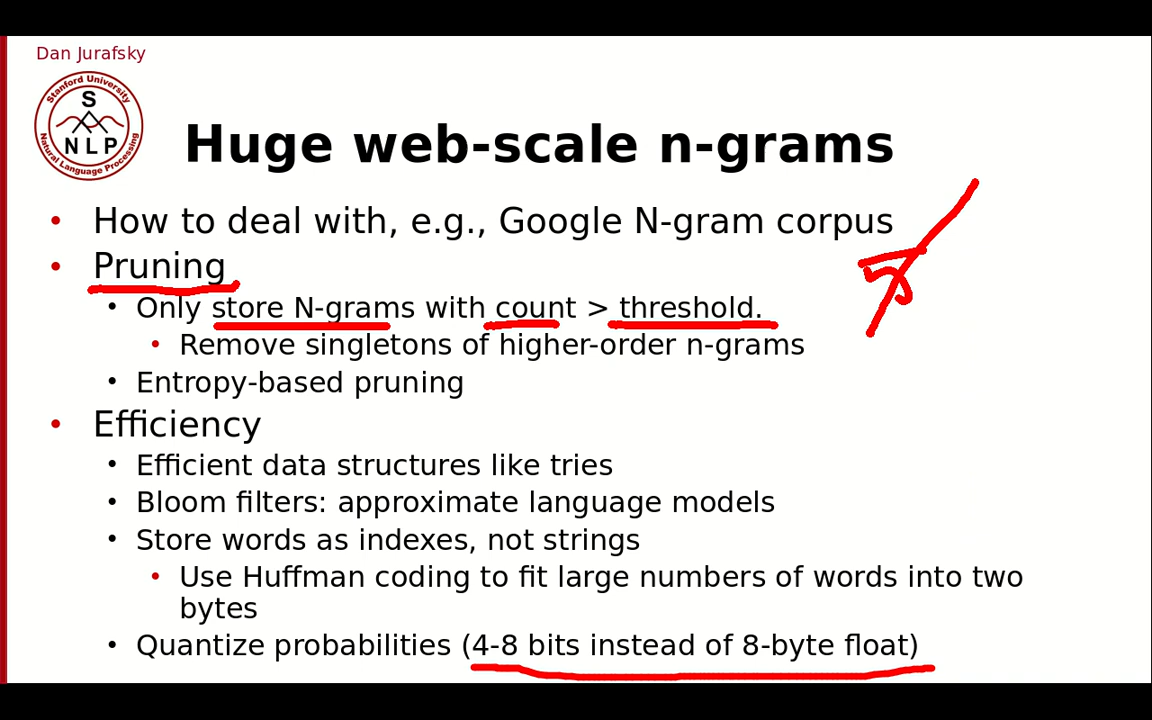 Dan Jurafsky
Stanford University
S
NLP
Natural Language Processing
Huge web-scale n-grams
• How to deal with, e.g., Google N-gram corpus
• Pruning
• Only store N-grams with count > threshold.
• Remove singletons of higher-order n-grams
• Entropy-based pruning
• Efficiency
• Efficient data structures like tries
• Bloom filters: approximate language models
• Store words as indexes, not strings
• Use Huffman coding to fit large numbers of words into two
bytes
• Quantize probabilities (4-8 bits instead of 8-byte float)